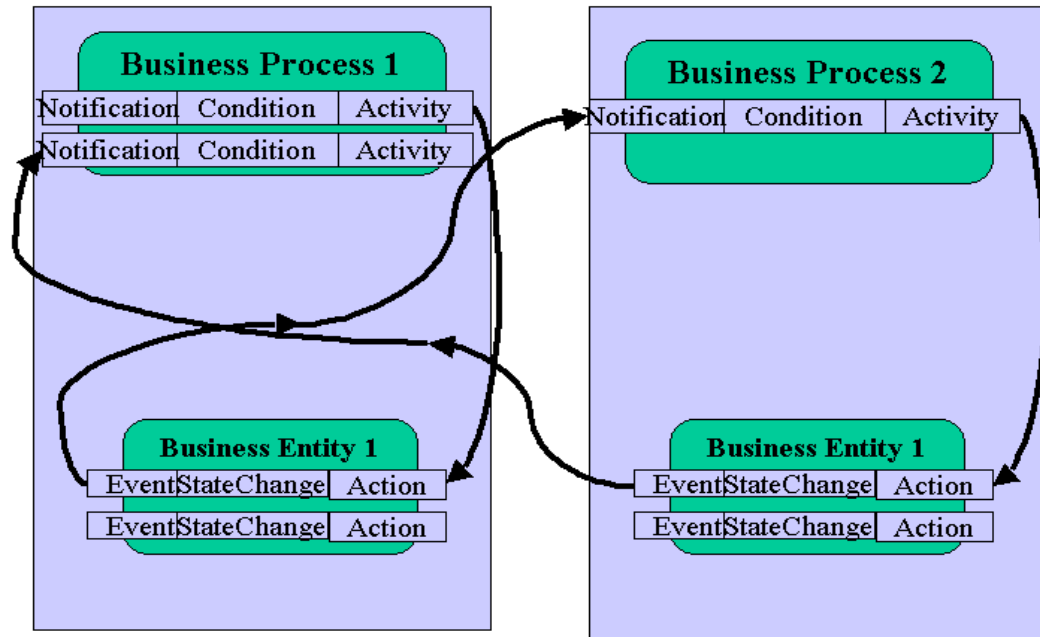 Business Process 1
Notification Condition Activity
Notification Condition Activity
Business Entity 1
Event StateChange Action
Event StateChange Action
Business Process 2
Notification Condition Activity
Business Entity 1
Event StateChange Action
Event StateChange Action